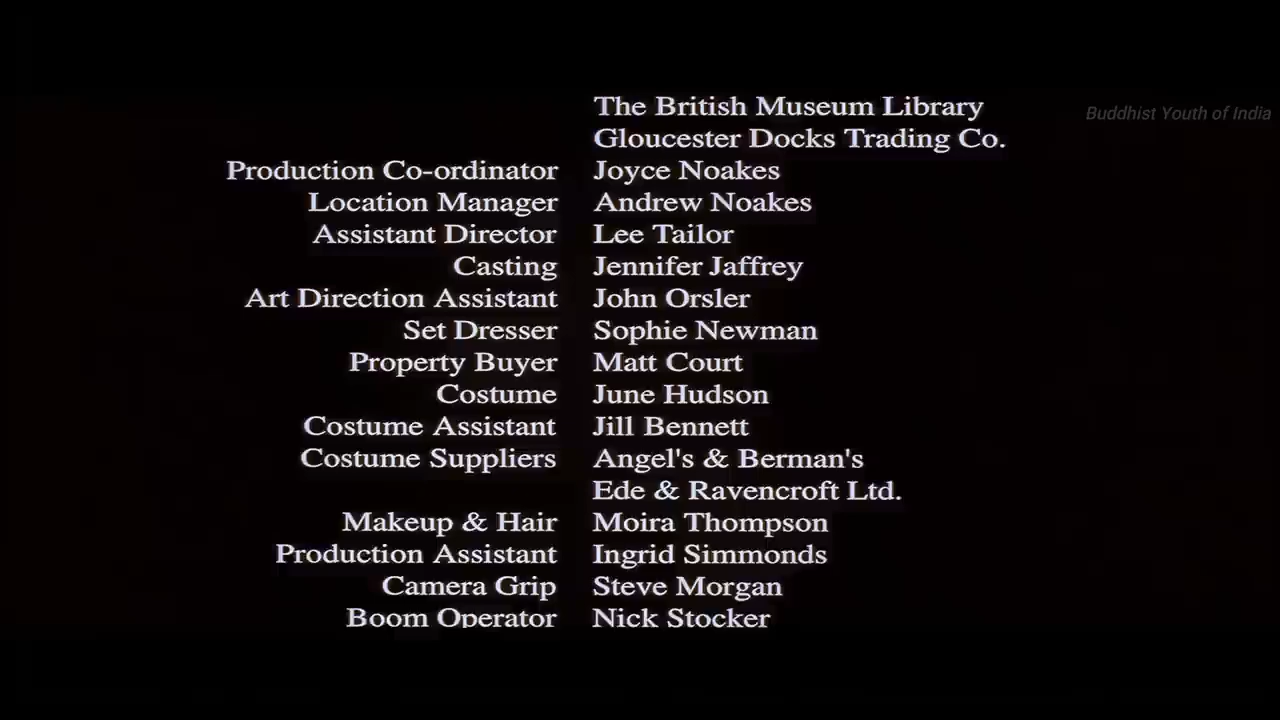 The British Museum Library
Buddhist Youth of India
Gloucester Docks Trading Co.
Production Co-ordinator Joyce Noakes
Location Manager Andrew Noakes
Assistant Director Lee Tailor
Casting Jennifer Jaffrey
Art Direction Assistant John Orsler
Set Dresser Sophie Newman
Property Buyer Matt Court
Costume June Hudson
Costume Assistant Jill Bennett
Costume Suppliers Angel's & Berman's
Ede & Ravencroft Ltd.
Makeup & Hair Moira Thompson
Production Assistant Ingrid Simmonds
Camera Grip Steve Morgan
Boom Operator Nick Stocker